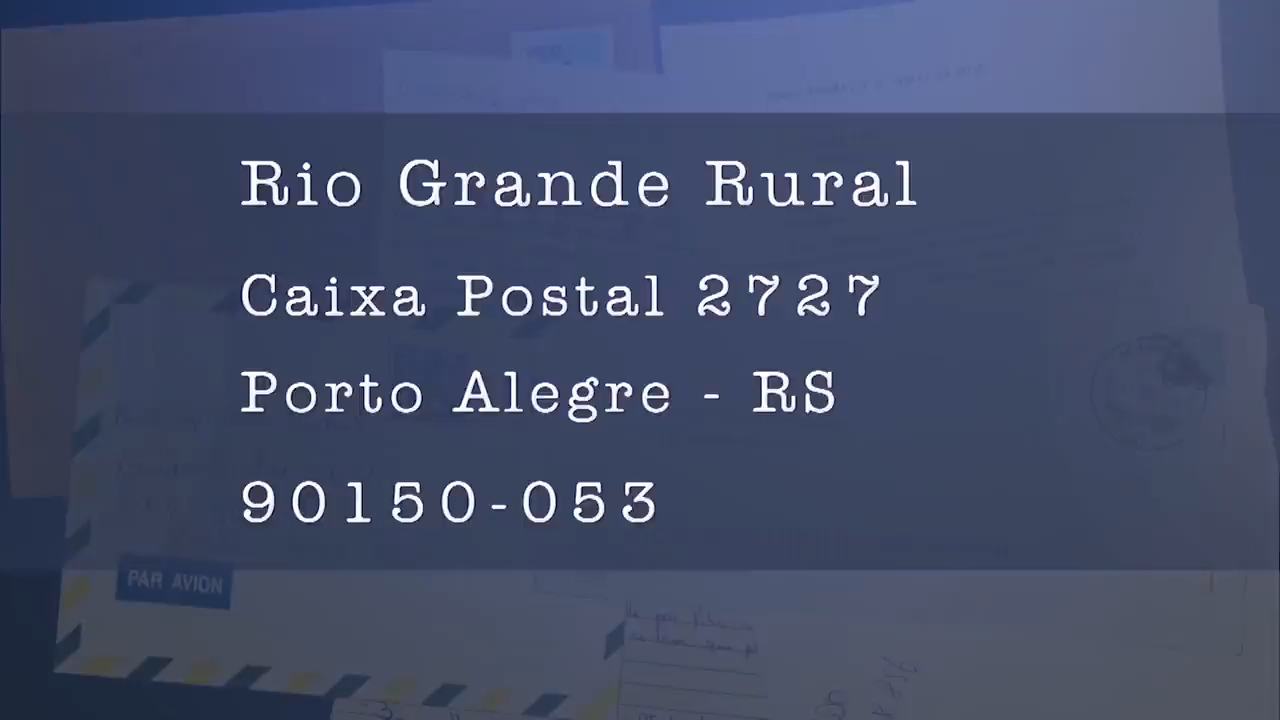 Rio Grande Rural
Caixa Postal 2727
Porto Alegre - RS
90150-053
PAR AVION